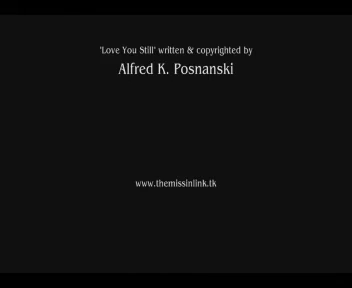 'Love You Still' written & copyrighted by
Alfred K. Posnanski
www.themissinlink.tk